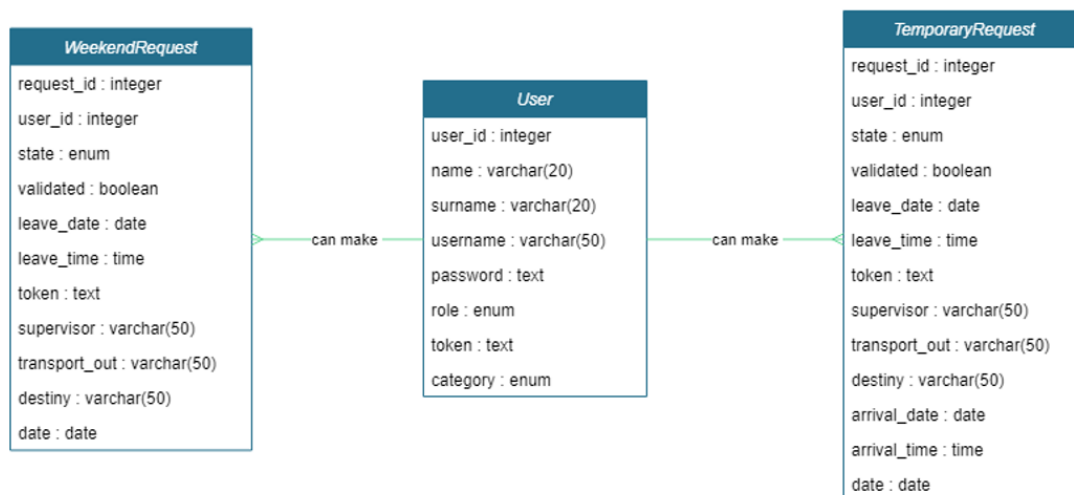 WeekendRequest
request_id : integer
user_id : integer
state : enum
validated : boolean
leave_date : date
leave_time : time
token : text
supervisor : varchar(50)
transport_out : varchar(50)
destiny : varchar(50)
date : date
can make
User
user_id : integer
name : varchar(20)
surname : varchar(20)
username : varchar(50)
password : text
role : enum
token : text
category : enum
can make
TemporaryRequest
request_id : integer
user_id : integer
state : enum
validated : boolean
leave_date : date
leave_time : time
token : text
supervisor : varchar(50)
transport_out : varchar(50)
destiny : varchar(50)
arrival_date : date
arrival_time : time
date : date